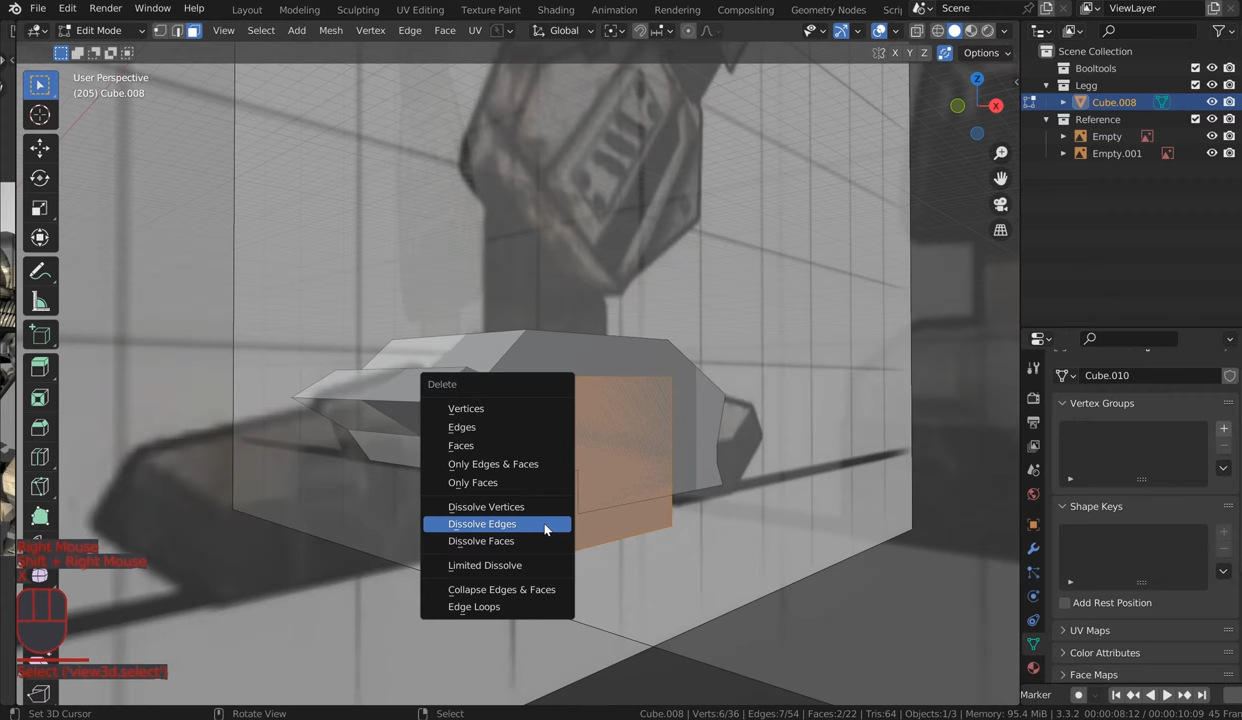 File Edit Render Window Help Layout Modeling Sculpting UV Editing Texture Paint Shading Animation Rendering Compositing Geometry Nodes Scri Scene ViewLayer
Edit Mode View Select Add Mesh Vertex Edge Face UV Global
X Y Z Options
User Perspective
(205) Cube.008
Z
X
Scene Collection
Booltools
Legg
Cube.008
Reference
Empty
Empty.001
Cube.010
Vertex Groups
Shape Keys
Add Rest Position
UV Maps
Color Attributes
Face Maps
Marker
Delete
Vertices
Edges
Faces
Only Edges & Faces
Only Faces
Dissolve Vertices
Dissolve Edges
Dissolve Faces
Limited Dissolve
Collapse Edges & Faces
Edge Loops
Right Mouse
Shift + Right Mouse
X
Select ('view3d.select')
Set 3D Cursor Rotate View Select Cube.008 | Verts:6/36 | Edges:7/54 | Faces:2/22 | Tris:64 | Objects:1/3 | Memory: 95.4 MiB | 3.3.2 00:00:08:12 / 00:00:10:09 45 Fram